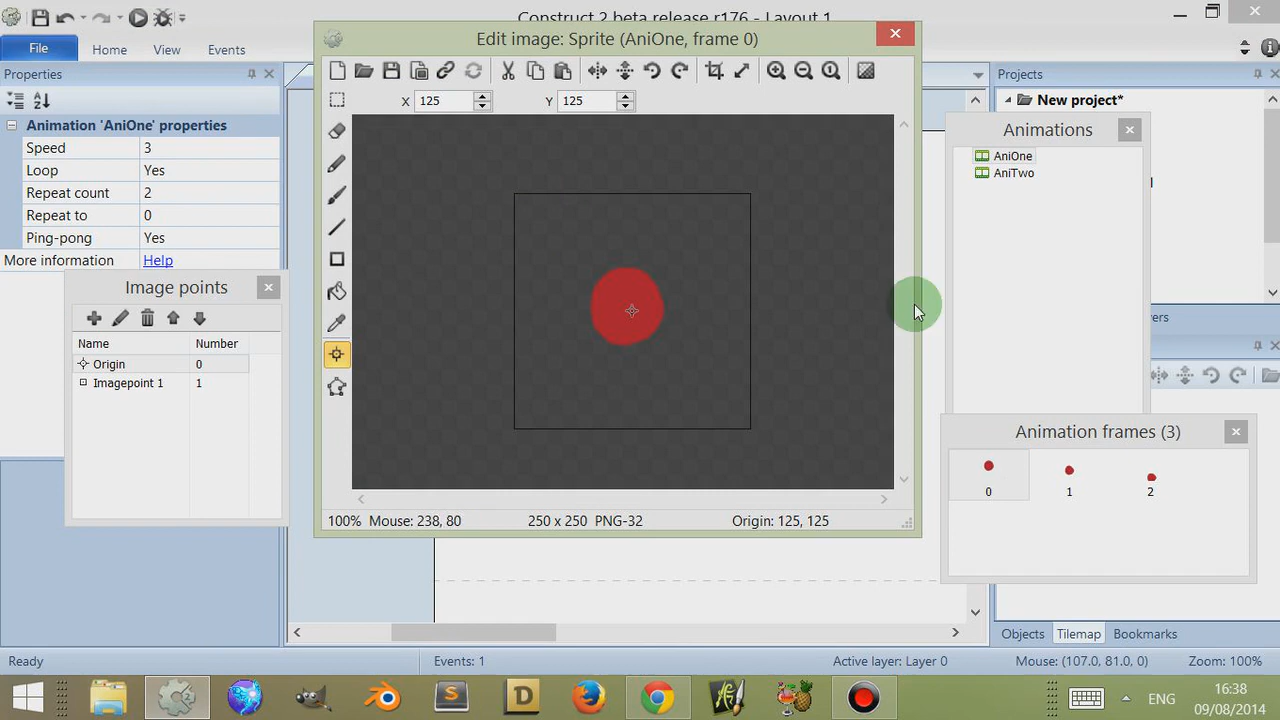 Construct 2 beta release r176 - Layout 1
File
Home
View
Events
Properties
Animation 'AniOne' properties
Speed 3
Loop Yes
Repeat count 2
Repeat to 0
Ping-pong Yes
More information Help
Image points
Name Number
Origin 0
Imagepoint 1 1
Edit image: Sprite (AniOne, frame 0)
X 125 Y 125
100% Mouse: 238, 80 250 x 250 PNG-32 Origin: 125, 125
Projects
New project*
Animations
AniOne
AniTwo
Animation frames (3)
0 1 2
Objects Tilemap Bookmarks
Ready Events: 1 Active layer: Layer 0 Mouse: (107.0, 81.0, 0) Zoom: 100%
ENG
16:38
09/08/2014